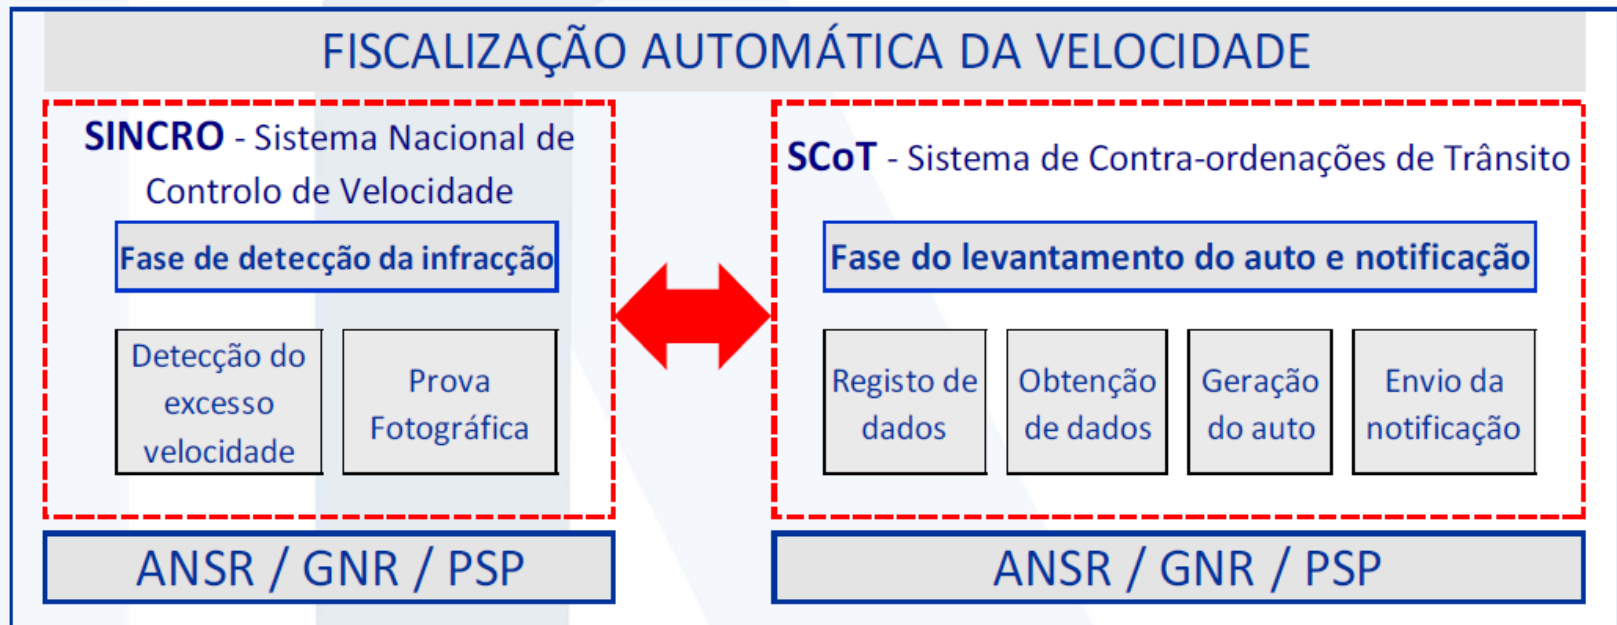 FISCALIZAÇÃO AUTOMÁTICA DA VELOCIDADE
SINCRO - Sistema Nacional de
Controlo de Velocidade
Fase de detecção da infracção
Detecção do
excesso
velocidade
Prova
Fotográfica
ANSR / GNR / PSP
SCoT - Sistema de Contra-ordenações de Trânsito
Fase do levantamento do auto e notificação
Registo de
dados
Obtenção
de dados
Geração
do auto
Envio da
notificação
ANSR / GNR / PSP